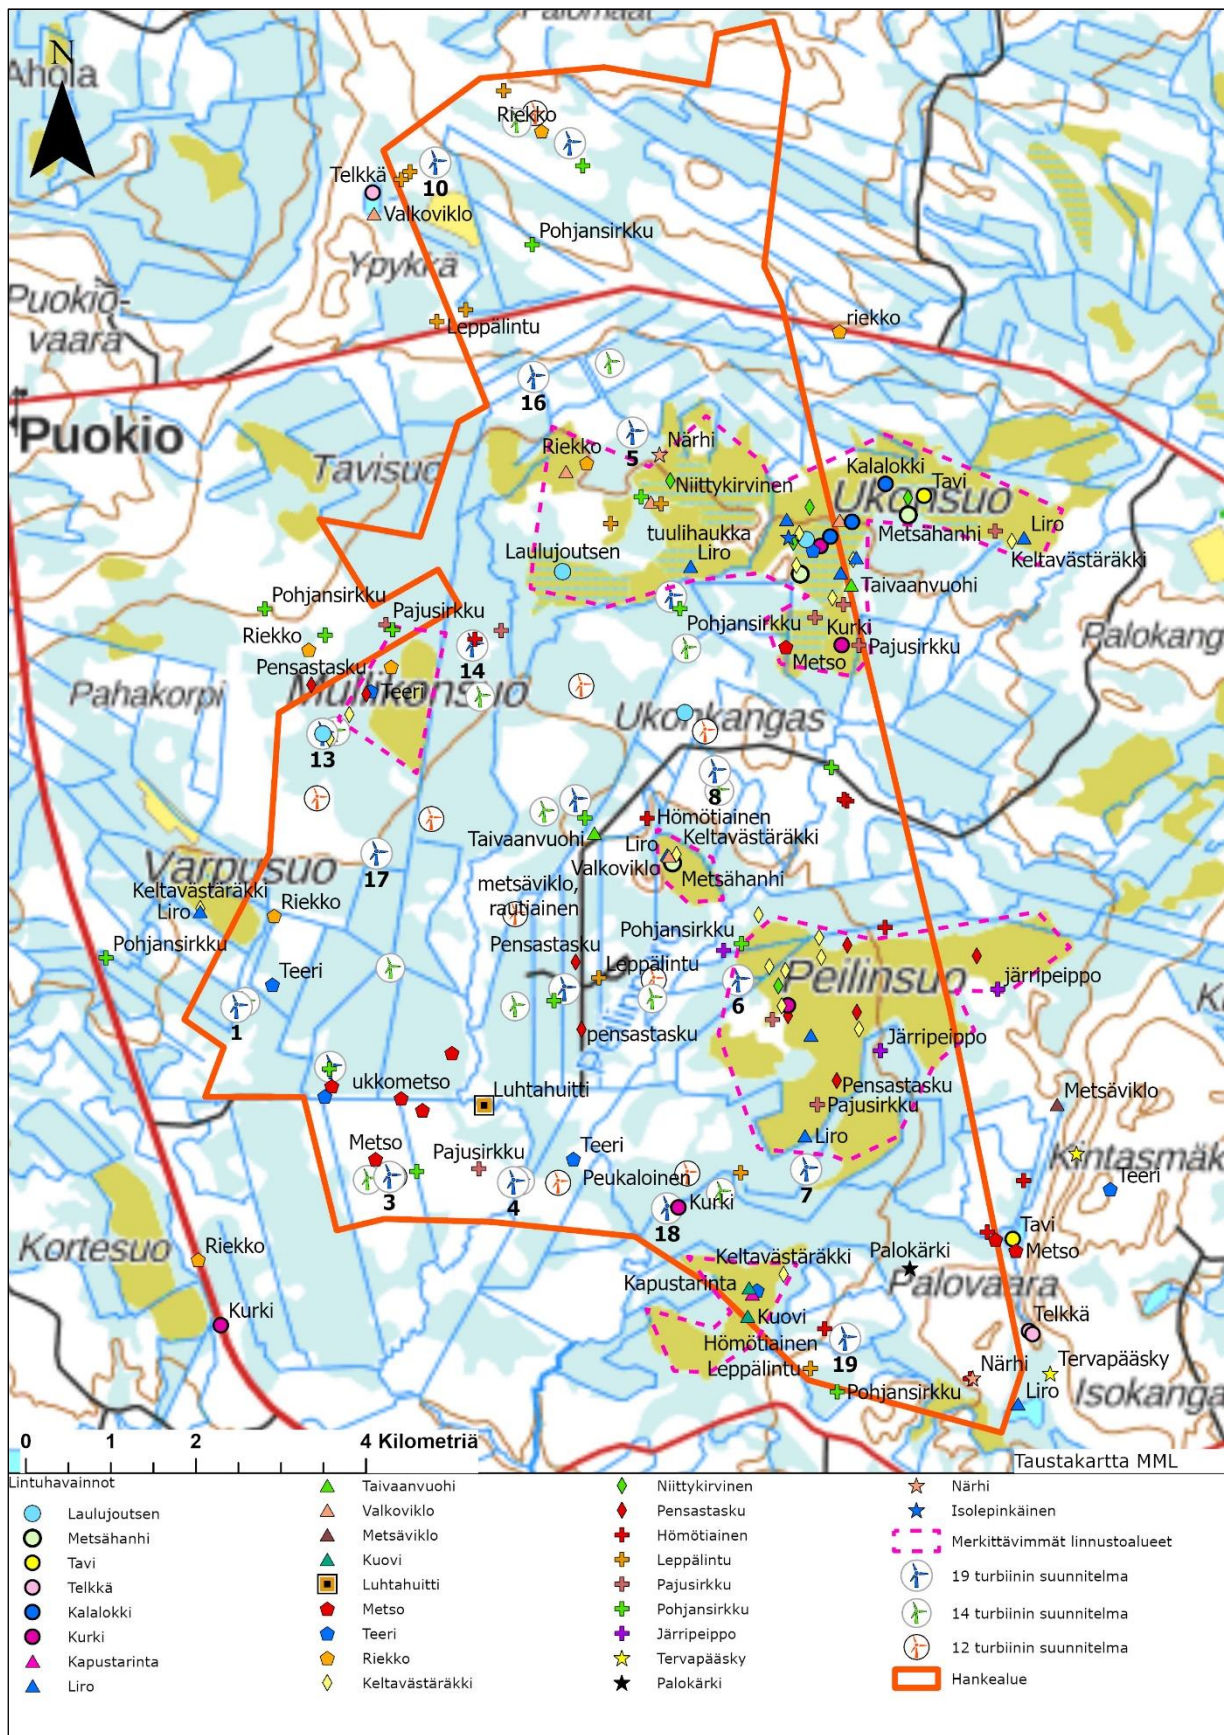 Palomaat
N
Ahola
Riekko
Telkkä
10
Valkoviklo
Pohjansirkku
Ypykkä
Puokio-
vaara
Leppälintu
riekko
16
Puokio
5
Närhi
Riekko
Tavisuo
Kalalokki
Tavi
Niittykirvinen
Ukonsuo
tuulihaukka
Metsähanhi
Liro
Laulujoutsen
Liro
Keltavästäräkki
Taivaanvuohi
Pohjansirkku
Pajusirkku
Pohjansirkku
Kurki
Palokang
Riekko
14
Pajusirkku
Pensastasku
Metso
Mullikonsuo
Teeri
Pahakorpi
Ukonkangas
13
8
Hömötiainen
Taivaanvuohi
Liro
Keltavästäräkki
17
Valkoviklo
Varpusuo
Metsähanhi
Keltavästäräkki
metsäviklo,
rautiainen
Liro
Riekko
Pohjansirkku
Pohjansirkku
Pensastasku
Teeri
Leppälintu
Peilinsuo
järripeippo
6
1
pensastasku
Järripeippo
ukkometso
Luhtahuitti
Pensastasku
Metsäviklo
Pajusirkku
Metso
Liro
Pajusirkku
Teeri
Kiintasmäk
Peukaloinen
7
Teeri
3
4
18
Kurki
Tavi
Kortesuo
Riekko
Keltavästäräkki
Palokärki
Metso
Kapustarinta
Palovaara
Kurki
Kuovi
Telkkä
Hömötiainen
19
Leppälintu
Närhi
Tervapääsky
Pohjansirkku
Liro
Isokanga
0 1 2 4 Kilometriä
Taustakartta MML
Lintuhavainnot
Laulujoutsen
Metsähanhi
Tavi
Telkkä
Kalalokki
Kurki
Kapustarinta
Liro
Taivaanvuohi
Valkoviklo
Metsäviklo
Kuovi
Luhtahuitti
Metso
Teeri
Riekko
Keltavästäräkki
Niittykirvinen
Pensastasku
Hömötiainen
Leppälintu
Pajusirkku
Pohjansirkku
Järripeippo
Tervapääsky
Palokärki
Närhi
Isolepinkäinen
Merkittävimmät linnustoalueet
19 turbiinin suunnitelma
14 turbiinin suunnitelma
12 turbiinin suunnitelma
Hankealue